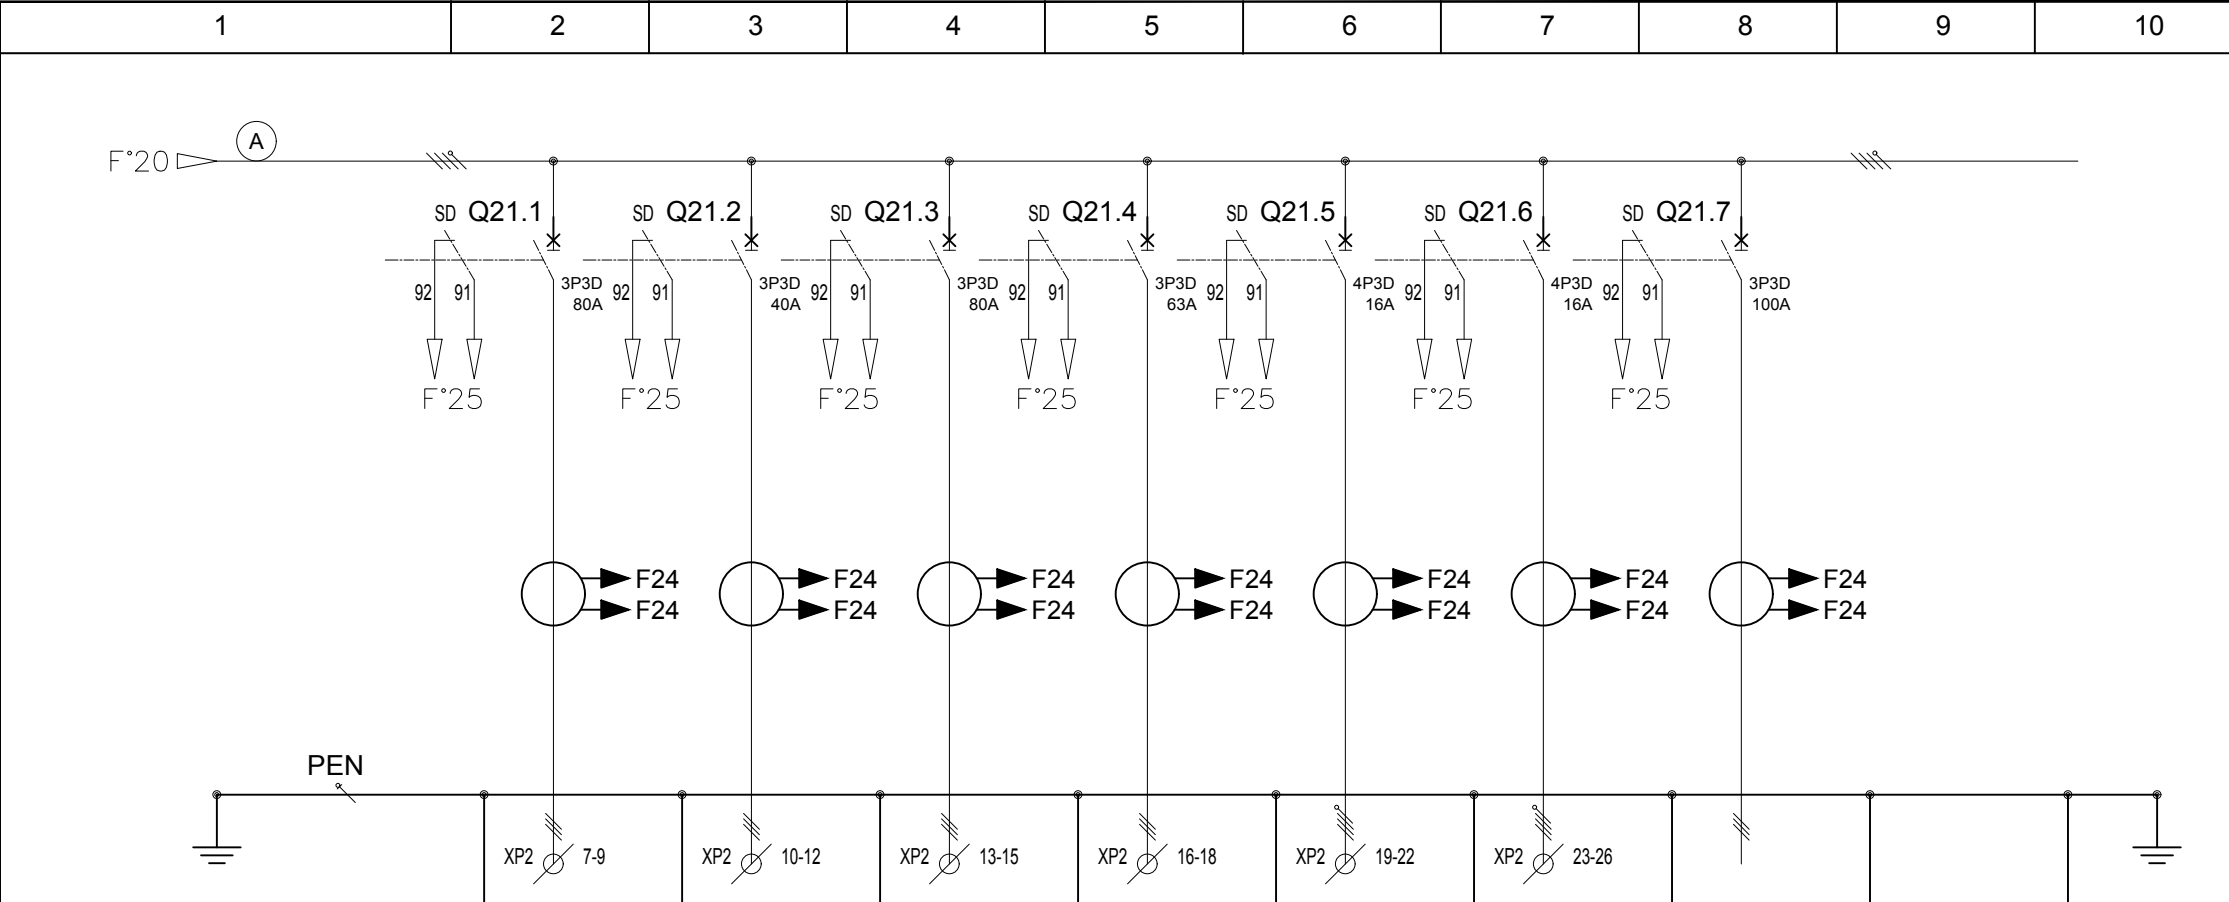 1 2 3 4 5 6 7 8 9 10
A
F°20
SD Q21.1 SD Q21.2 SD Q21.3 SD Q21.4 SD Q21.5 SD Q21.6 SD Q21.7
92 91 3P3D 92 91 3P3D 92 91 3P3D 92 91 3P3D 92 91 4P3D 92 91 4P3D 92 91 3P3D
80A 40A 80A 63A 16A 16A 100A
F°25 F°25 F°25 F°25 F°25 F°25 F°25
F24 F24 F24 F24 F24 F24 F24
F24 F24 F24 F24 F24 F24 F24
PEN
XP2 7-9 XP2 10-12 XP2 13-15 XP2 16-18 XP2 19-22 XP2 23-26